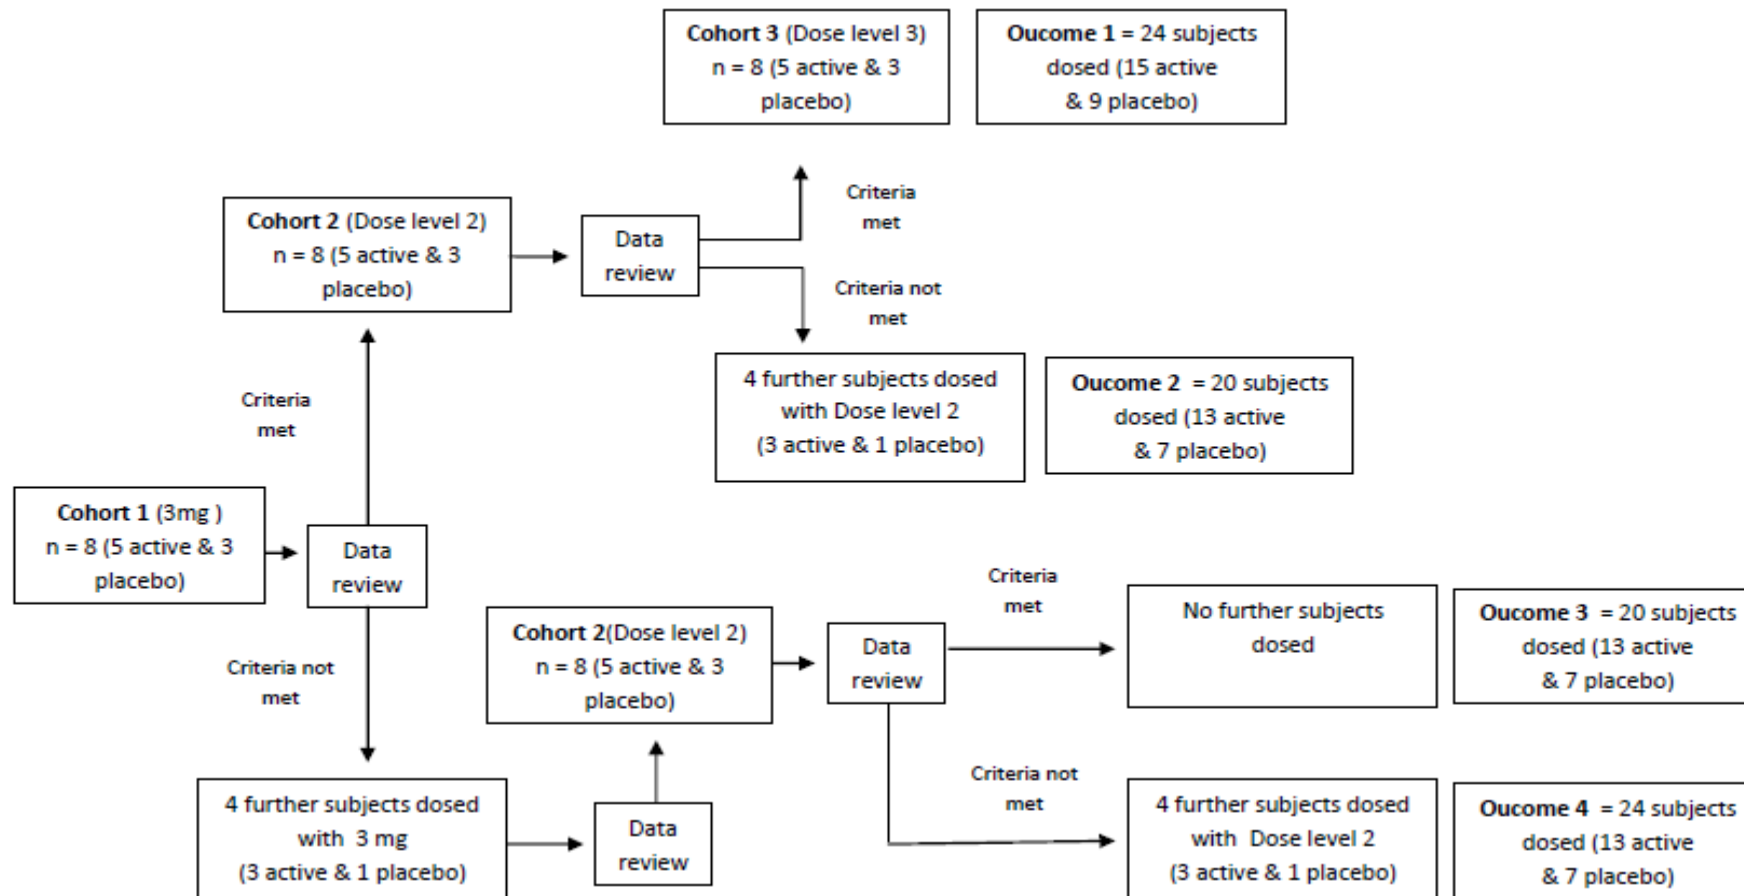 Cohort 3 (Dose level 3)
n = 8 (5 active & 3
placebo)
Oucome 1 = 24 subjects
dosed (15 active
& 9 placebo)
Criteria
met
Cohort 2 (Dose level 2)
n = 8 (5 active & 3
placebo)
Data
review
Criteria not
met
4 further subjects dosed
with Dose level 2
(3 active & 1 placebo)
Oucome 2 = 20 subjects
dosed (13 active
& 7 placebo)
Criteria
met
Cohort 1 (3mg )
n = 8 (5 active & 3
placebo)
Data
review
Criteria not
met
Cohort 2(Dose level 2)
n = 8 (5 active & 3
placebo)
Data
review
Criteria
met
No further subjects
dosed
Oucome 3 = 20 subjects
dosed (13 active
& 7 placebo)
4 further subjects dosed
with 3 mg
(3 active & 1 placebo)
Data
review
Criteria not
met
4 further subjects dosed
with Dose level 2
(3 active & 1 placebo)
Oucome 4 = 24 subjects
dosed (13 active
& 7 placebo)